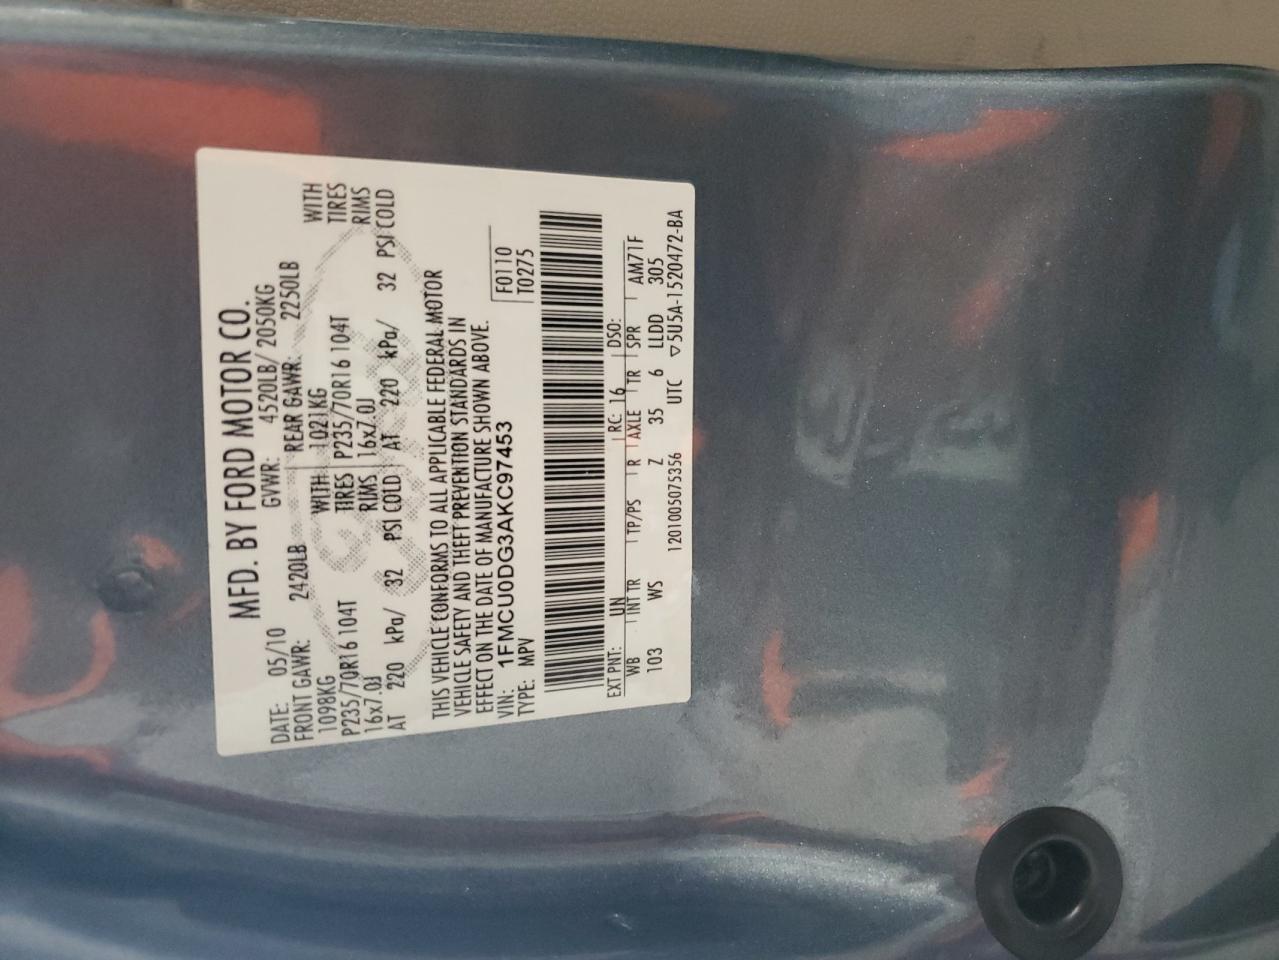 MFD. BY FORD MOTOR CO.
DATE: 05/10 GVWR: 4520LB/ 2050KG
FRONT GAWR: 2420LB REAR GAWR: 2250LB
1098KG WITH 1021KG WITH
P235/70R16 104T TIRES P235/70R16 104T TIRES
16x7.0J RIMS 16x7.0J RIMS
AT 220 kPa/ 32 PSI COLD AT 220 kPa/ 32 PSI COLD
THIS VEHICLE CONFORMS TO ALL APPLICABLE FEDERAL MOTOR
VEHICLE SAFETY AND THEFT PREVENTION STANDARDS IN
EFFECT ON THE DATE OF MANUFACTURE SHOWN ABOVE.
VIN: 1FMCU0DG3AKC97453 F0110
TYPE: MPV T0275
EXT PNT: UN RC: 16 DSO:
WB INT TR TP/PS R AXLE TR SPR AM71F
103 WS Z 35 6 LLDD 305
1201005075356 UTC ▽5U5A-1520472-BA